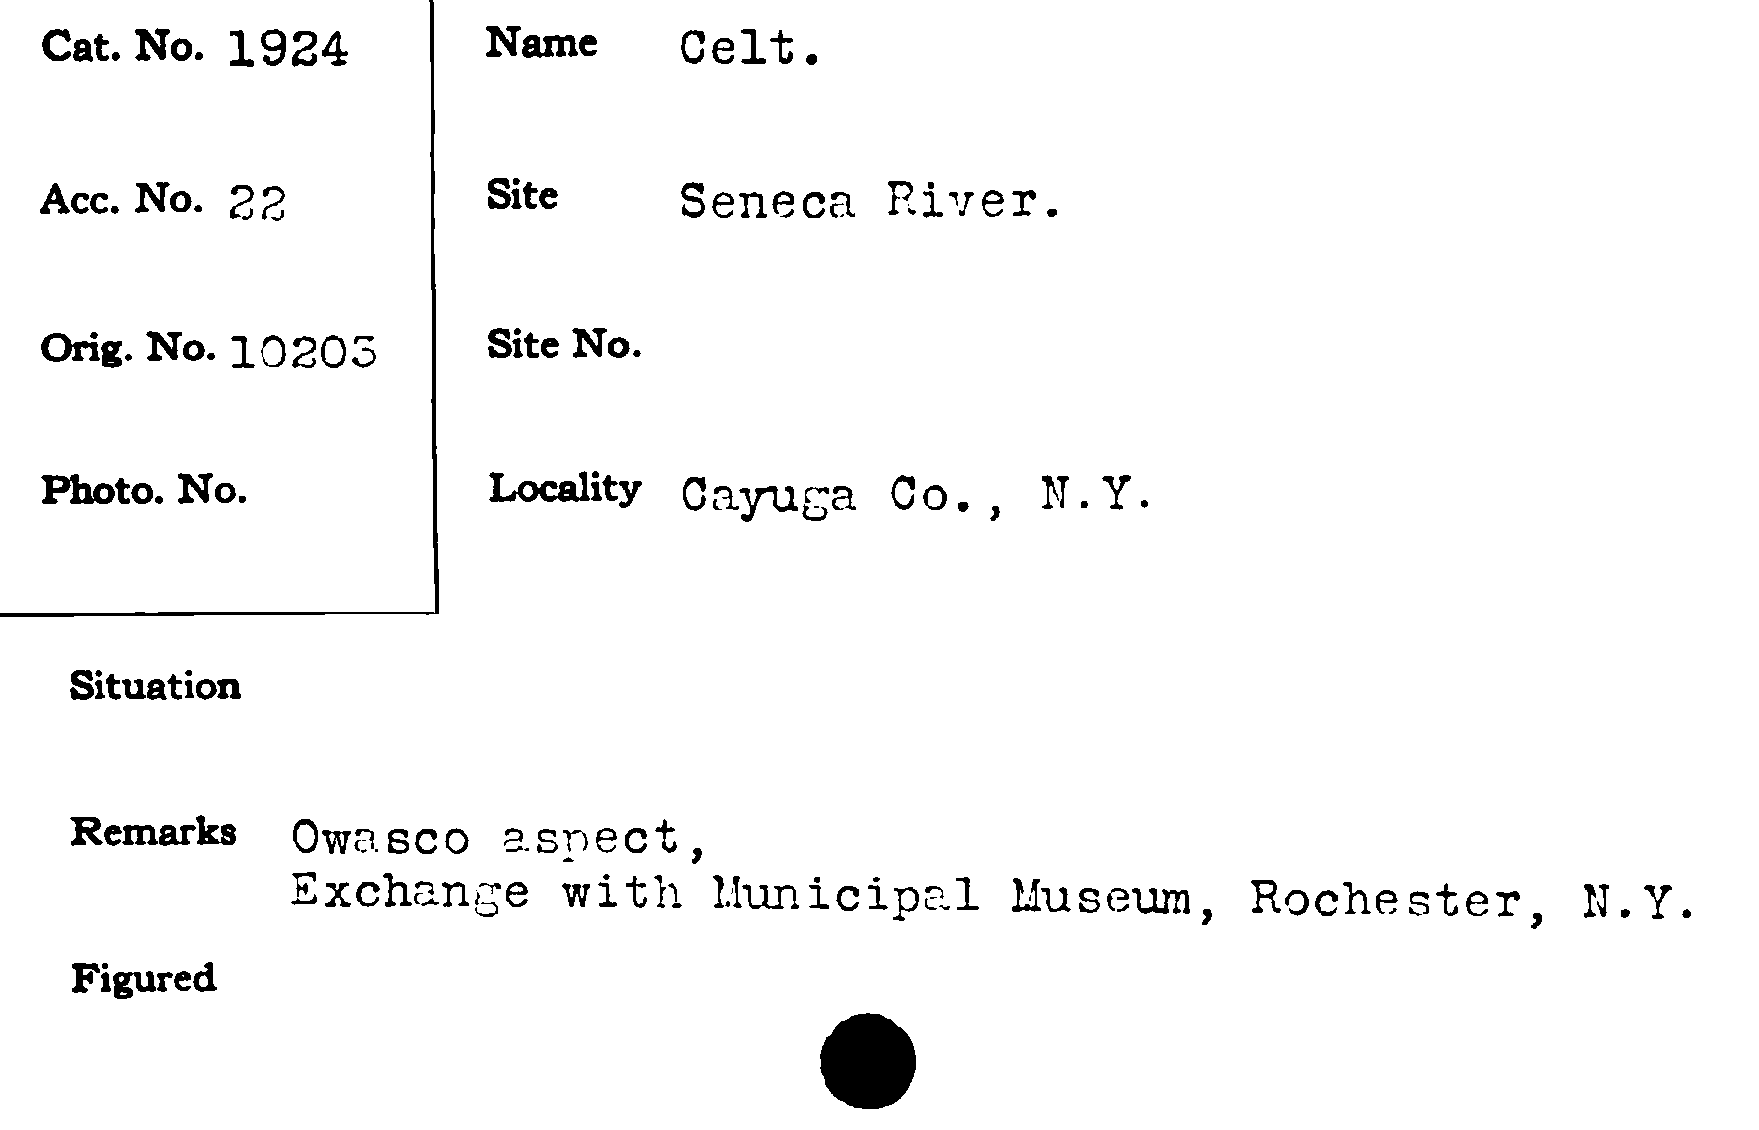 Cat. No. 1924
Name Celt.
Acc. No. 22
Site Seneca River.
Orig. No. 10203
Site No.
Photo. No.
Locality Cayuga Co., N.Y.
Situation
Remarks Owasco aspect,
Exchange with Municipal Museum, Rochester, N.Y.
Figured